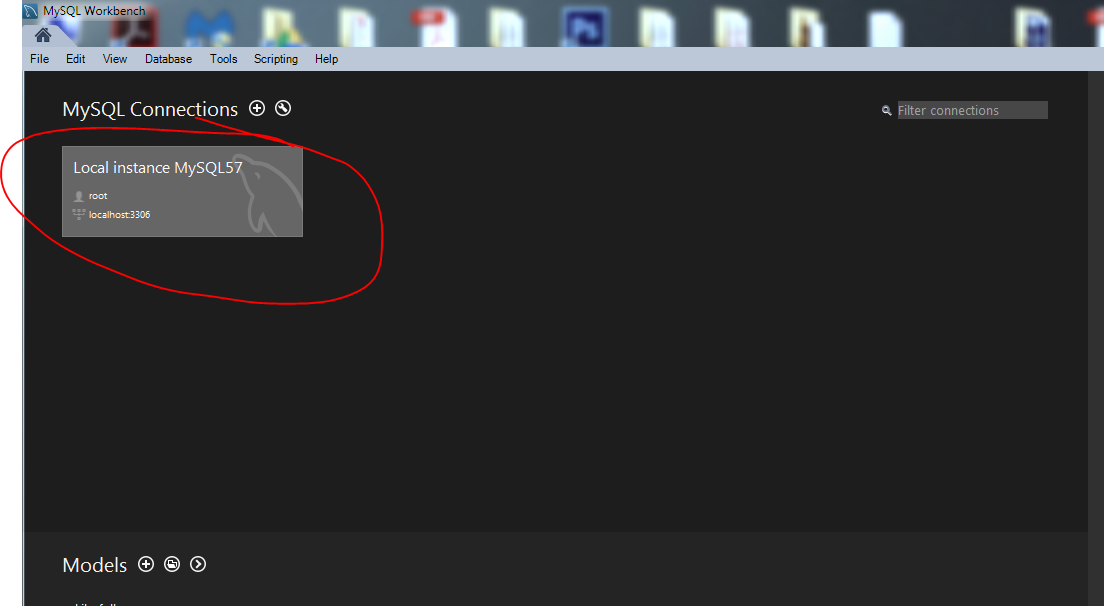 MySQL Workbench
File Edit View Database Tools Scripting Help
MySQL Connections
Filter connections
Local instance MySQL57
root
localhost:3306
Models